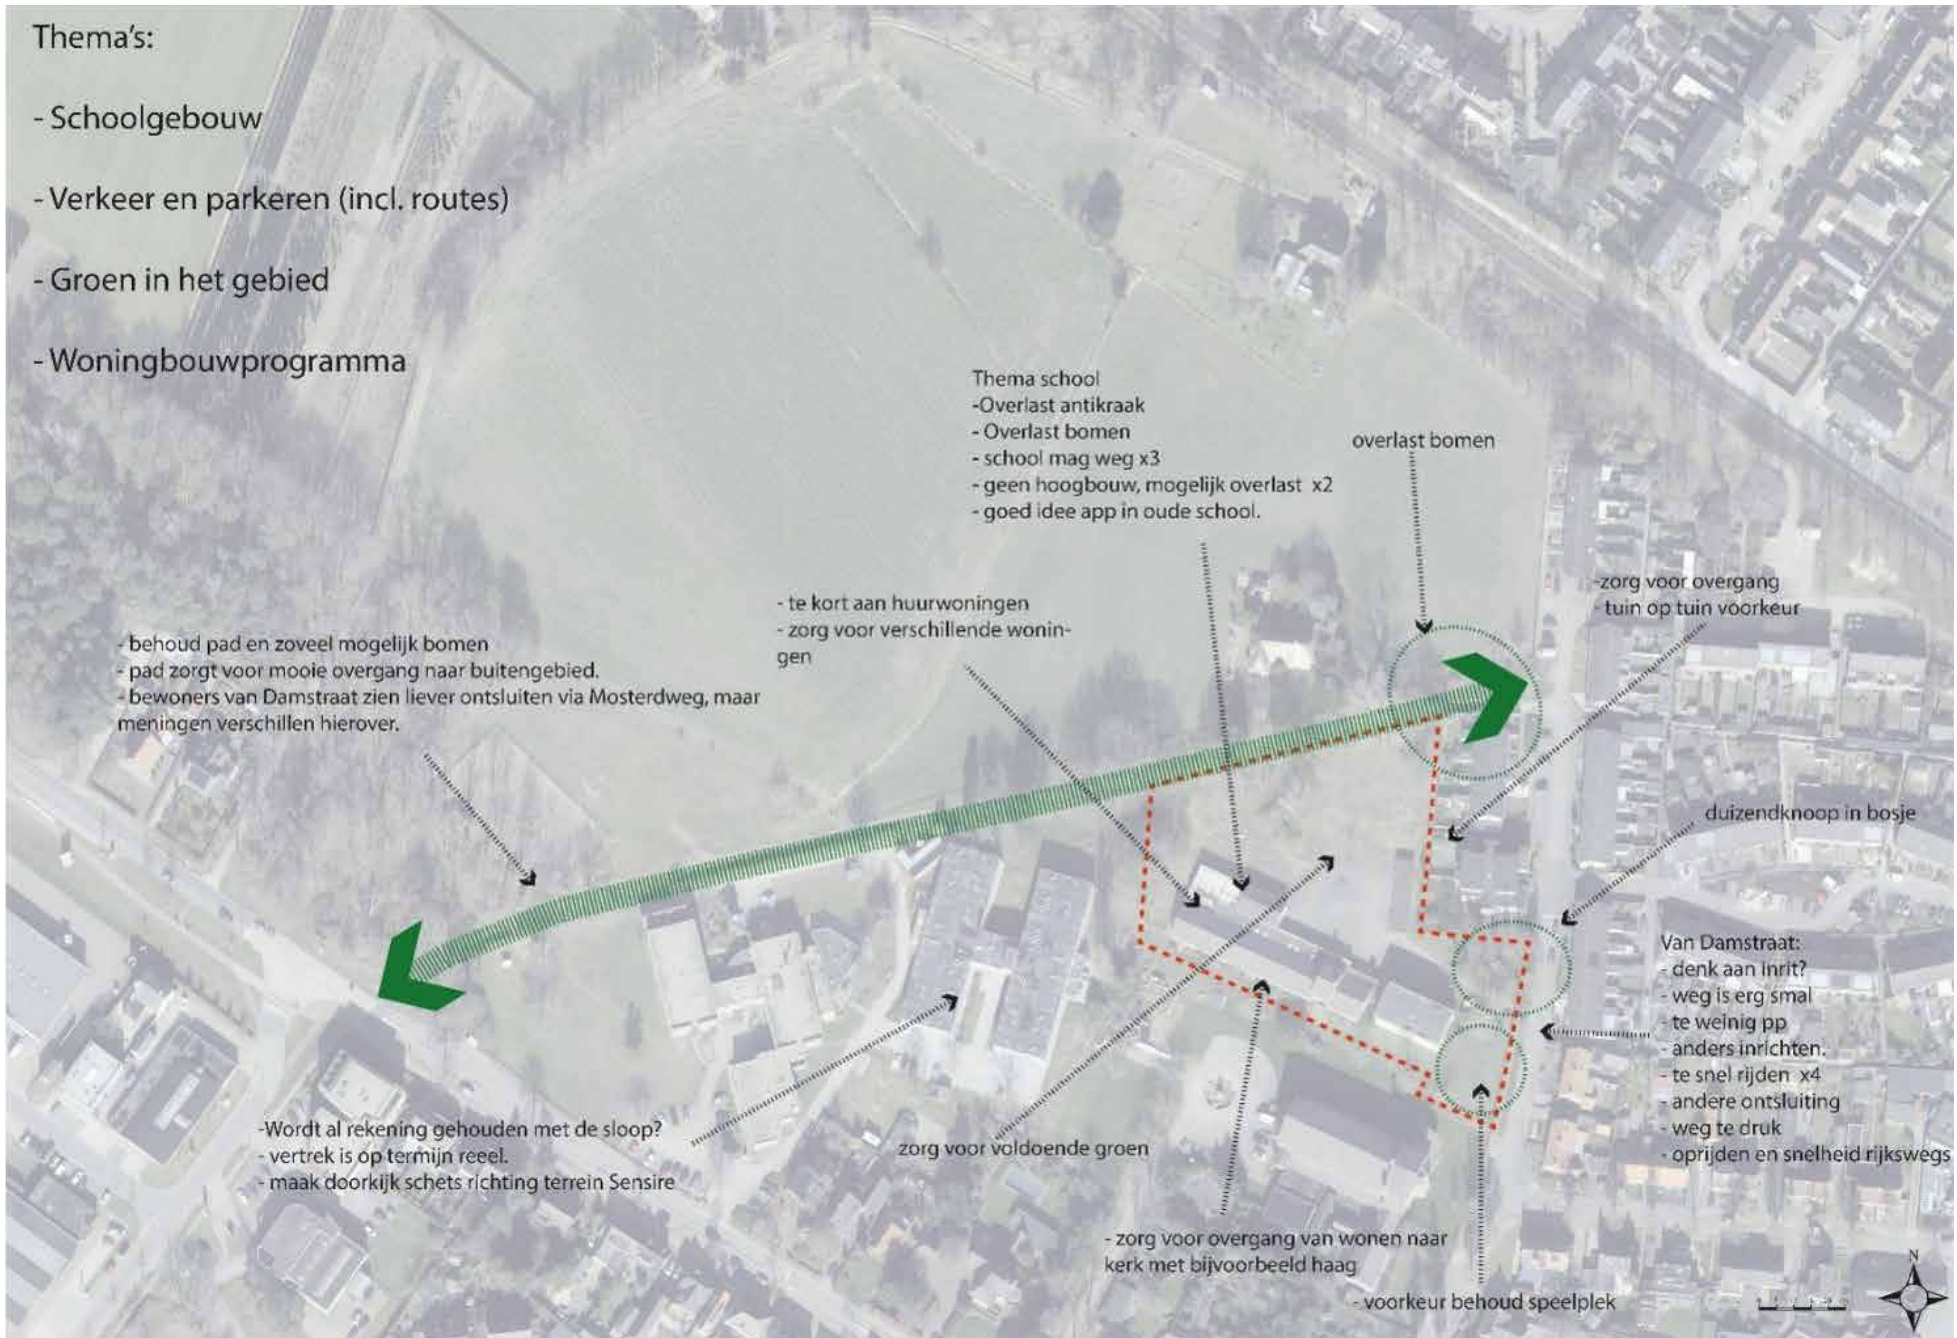 Thema's:
- Schoolgebouw
- Verkeer en parkeren (incl. routes)
- Groen in het gebied
- Woningbouwprogramma
Thema school
-Overlast antikraak
- Overlast bomen
- school mag weg x3
- geen hoogbouw, mogelijk overlast x2
- goed idee app in oude school.
overlast bomen
-zorg voor overgang
- tuin op tuin voorkeur
- te kort aan huurwoningen
- zorg voor verschillende wonin-
gen
- behoud pad en zoveel mogelijk bomen
- pad zorgt voor mooie overgang naar buitengebied.
- bewoners van Damstraat zien liever ontsluiten via Mosterdweg, maar
meningen verschillen hierover.
duizendknoop in bosje
Van Damstraat:
- denk aan inrit?
- weg is erg smal
- te weinig pp
- anders inrichten.
- te snel rijden x4
- andere ontsluiting
- weg te druk
- oprijden en snelheid rijkswegs
-Wordt al rekening gehouden met de sloop?
- vertrek is op termijn reeel.
- maak doorkijk schets richting terrein Sensire
zorg voor voldoende groen
- zorg voor overgang van wonen naar
kerk met bijvoorbeeld haag
- voorkeur behoud speelplek
N